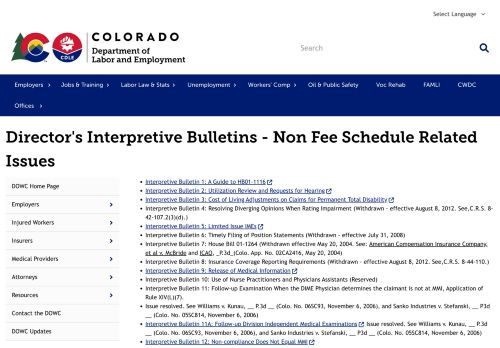 Select Language
COLORADO
Department of
Labor and Employment
CDLE
Search
Employers Jobs & Training Labor Law & Stats Unemployment Workers' Comp Oil & Public Safety Voc Rehab FAMLI CWDC
Offices
Director's Interpretive Bulletins - Non Fee Schedule Related
Issues
DOWC Home Page
Employers
Injured Workers
Insurers
Medical Providers
Attorneys
Resources
Contact the DOWC
DOWC Updates
• Interpretive Bulletin 1: A Guide to HB01-1116
• Interpretive Bulletin 2: Utilization Review and Requests for Hearing
• Interpretive Bulletin 3: Cost of Living Adjustments on Claims for Permanent Total Disability
• Interpretive Bulletin 4: Resolving Diverging Opinions When Rating Impairment (Withdrawn - effective August 8, 2012. See,C.R.S. 8-
42-107.2(3)(d).)
• Interpretive Bulletin 5: Limited Issue IMEs
• Interpretive Bulletin 6: Timely Filing of Position Statements (Withdrawn - effective July 31, 2008)
• Interpretive Bulletin 7: House Bill 01-1264 (Withdrawn effective May 20, 2004. See: American Compensation Insurance Company,
et al v. McBride and ICAO, _P.3d_(Colo. App. No. 02CA2416, May 20, 2004)
• Interpretive Bulletin 8: Insurance Coverage Reporting Requirements (Withdrawn - effective August 8, 2012. See,C.R.S. 8-44-110.)
• Interpretive Bulletin 9: Release of Medical Information
• Interpretive Bulletin 10: Use of Nurse Practitioners and Physicians Assistants (Reserved)
• Interpretive Bulletin 11: Follow-up Examination When the DIME Physician determines the claimant is not at MMI, Application of
Rule XIV(L)(7).
• Issue resolved. See Williams v. Kunau, __ P.3d __ (Colo. No. 06SC93, November 6, 2006), and Sanko Industries v. Stefanski, __ P3d
__ (Colo. No. 05SC814, November 6, 2006)
• Interpretive Bulletin 11A: Follow-up Division Independent Medical Examinations Issue resolved. See Williams v. Kunau, __ P.3d __
(Colo. No. 06SC93, November 6, 2006), and Sanko Industries v. Stefanski, __ P3d __ (Colo. No. 05SC814, November 6, 2006)
• Interpretive Bulletin 12: Non-compliance Does Not Equal MMI